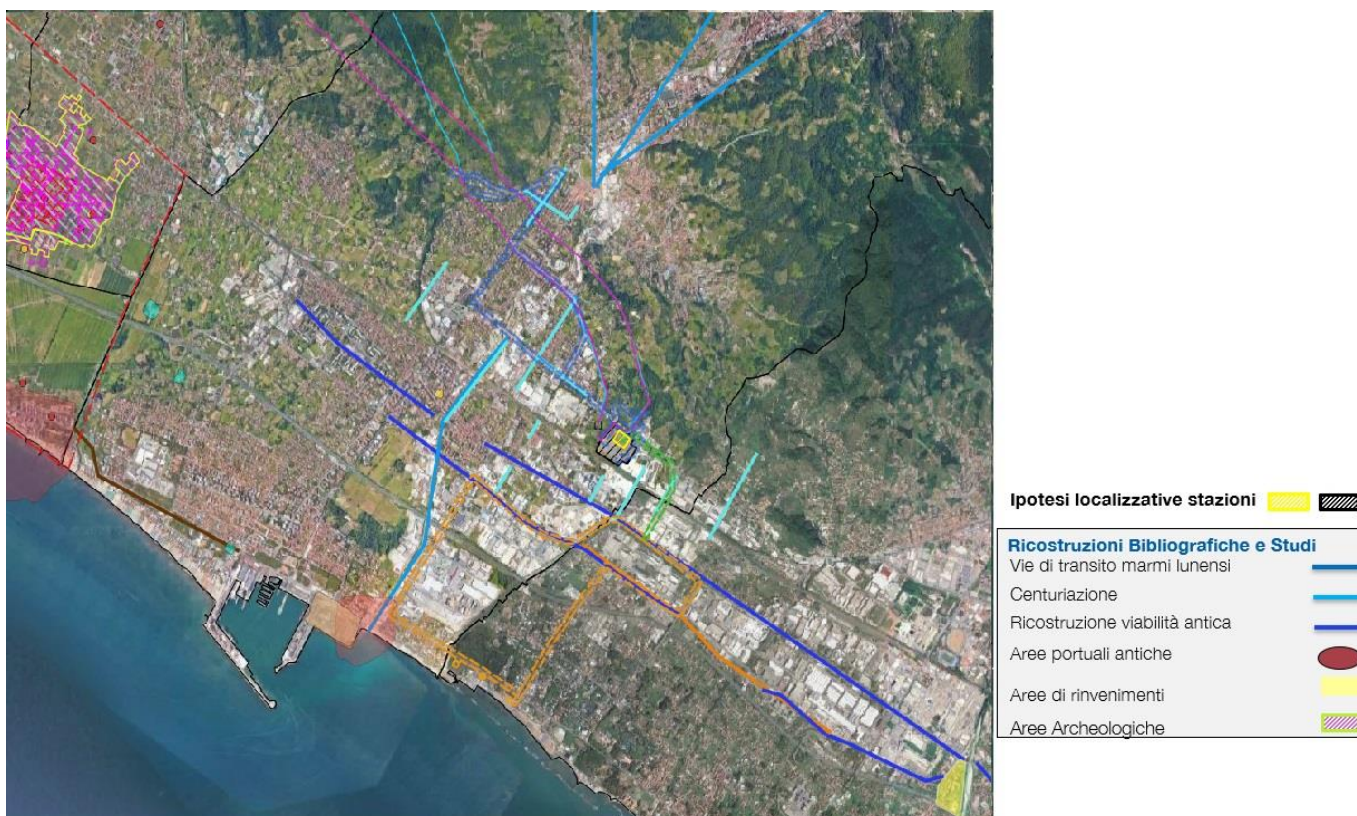 Ipotesi localizzative stazioni
Ricostruzioni Bibliografiche e Studi
Vie di transito marmi lunensi
Centuriazione
Ricostruzione viabilità antica
Aree portuali antiche
Aree di rinvenimenti
Aree Archeologiche